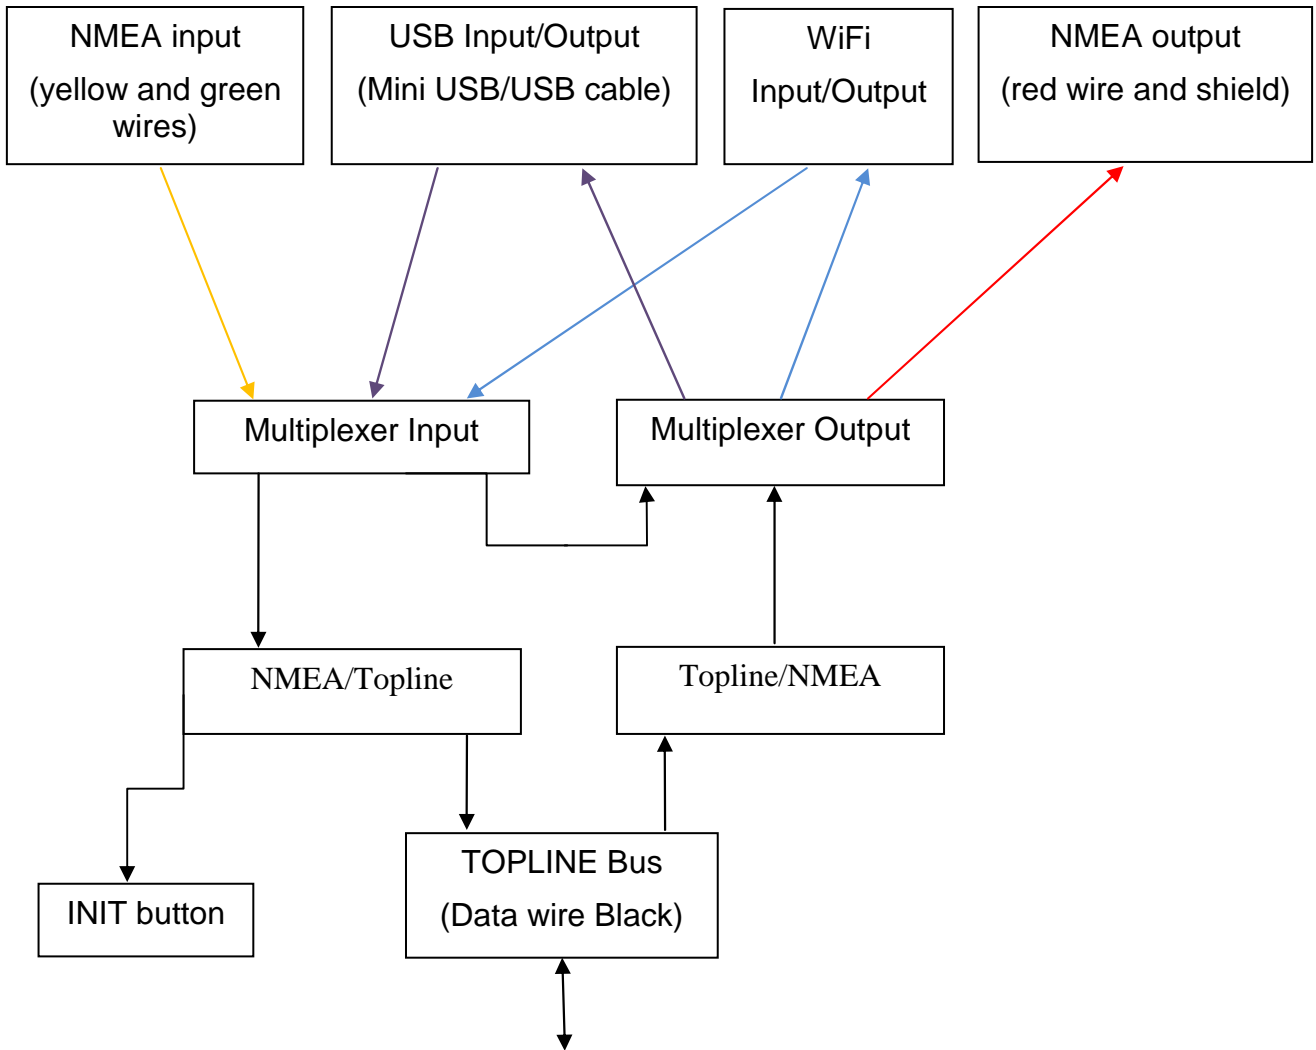 NMEA input
(yellow and green
wires)
USB Input/Output
(Mini USB/USB cable)
WiFi
Input/Output
NMEA output
(red wire and shield)
Multiplexer Input
Multiplexer Output
NMEA/Topline
Topline/NMEA
INIT button
TOPLINE Bus
(Data wire Black)